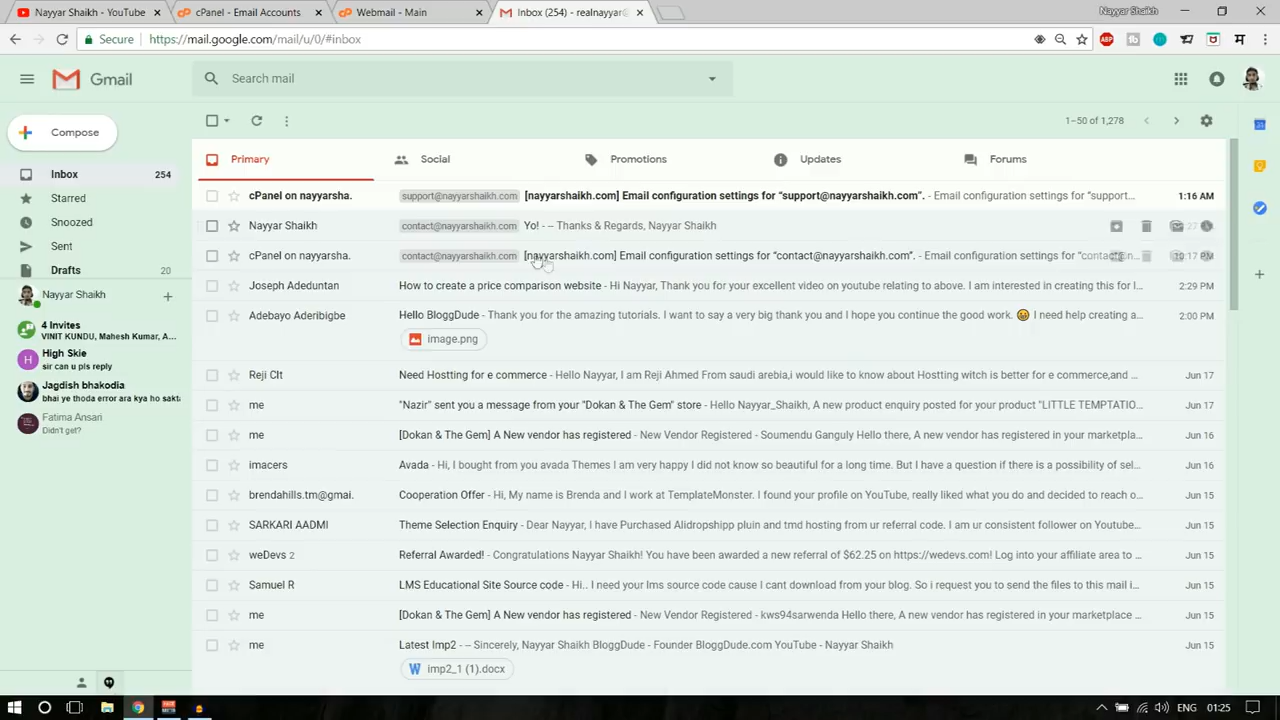 Nayyar Shaikh - YouTube
cPanel - Email Accounts
Webmail - Main
Inbox (254) - realnayyar@
Nayyar Shaikh
Secure https://mail.google.com/mail/u/0/#inbox
ABP
Gmail
Search mail
Compose
1–50 of 1,278
Primary
Social
Promotions
Updates
Forums
Inbox 254
Starred
Snoozed
Sent
Drafts 20
Nayyar Shaikh
4 Invites
VINIT KUNDU, Mahesh Kumar, A...
High Skie
sir can u pls reply
Jagdish bhakodia
bhai ye thoda error ara kyo ho sakta
Fatima Ansari
Didn't get?
cPanel on nayyarsha. support@nayyarshaikh.com [nayyarshaikh.com] Email configuration settings for “support@nayyarshaikh.com”. - Email configuration settings for "support... 1:16 AM
Nayyar Shaikh contact@nayyarshaikh.com Yo! - -- Thanks & Regards, Nayyar Shaikh
cPanel on nayyarsha. contact@nayyarshaikh.com [nayyarshaikh.com] Email configuration settings for “contact@nayyarshaikh.com”. - Email configuration settings for
Joseph Adeduntan How to create a price comparison website - Hi Nayyar, Thank you for your excellent video on youtube relating to above. I am interested in creating this for I... 2:29 PM
Adebayo Aderibigbe Hello BloggDude - Thank you for the amazing tutorials. I want to say a very big thank you and I hope you continue the good work. 😀 I need help creating a... 2:00 PM
image.png
Reji Clt Need Hostting for e commerce - Hello Nayyar, I am Reji Ahmed From saudi arebia,i would like to know about Hostting witch is better for e commerce,and ... Jun 17
me "Nazir" sent you a message from your "Dokan & The Gem" store - Hello Nayyar_Shaikh, A new product enquiry posted for your product "LITTLE TEMPTATIO... Jun 17
me [Dokan & The Gem] A New vendor has registered - New Vendor Registered - Soumendu Ganguly Hello there, A new vendor has registered in your marketpla... Jun 16
imacers Avada - Hi, I bought from you avada Themes I am very happy I did not know so beautiful for a long time. But I have a question if there is a possibility of sel... Jun 16
brendahills.tm@gmai. Cooperation Offer - Hi, My name is Brenda and I work at TemplateMonster. I found your profile on YouTube, really liked what you do and decided to reach o... Jun 15
SARKARI AADMI Theme Selection Enquiry - Dear Nayyar, I have Purchased Alidropshipp pluin and tmd hosting from ur referral code. I am ur consistent follower on Youtube... Jun 15
weDevs 2 Referral Awarded! - Congratulations Nayyar Shaikh! You have been awarded a new referral of $62.25 on https://wedevs.com! Log into your affiliate area to ... Jun 15
Samuel R LMS Educational Site Source code - Hi.. I need your lms source code cause I cant download from your blog. So i request you to send the files to this mail i... Jun 15
me [Dokan & The Gem] A New vendor has registered - New Vendor Registered - kws94sarwenda Hello there, A new vendor has registered in your marketplace ... Jun 15
me Latest Imp2 - -- Sincerely, Nayyar Shaikh BloggDude - Founder BloggDude.com YouTube - Nayyar Shaikh Jun 15
imp2_1 (1).docx
ENG 01:25